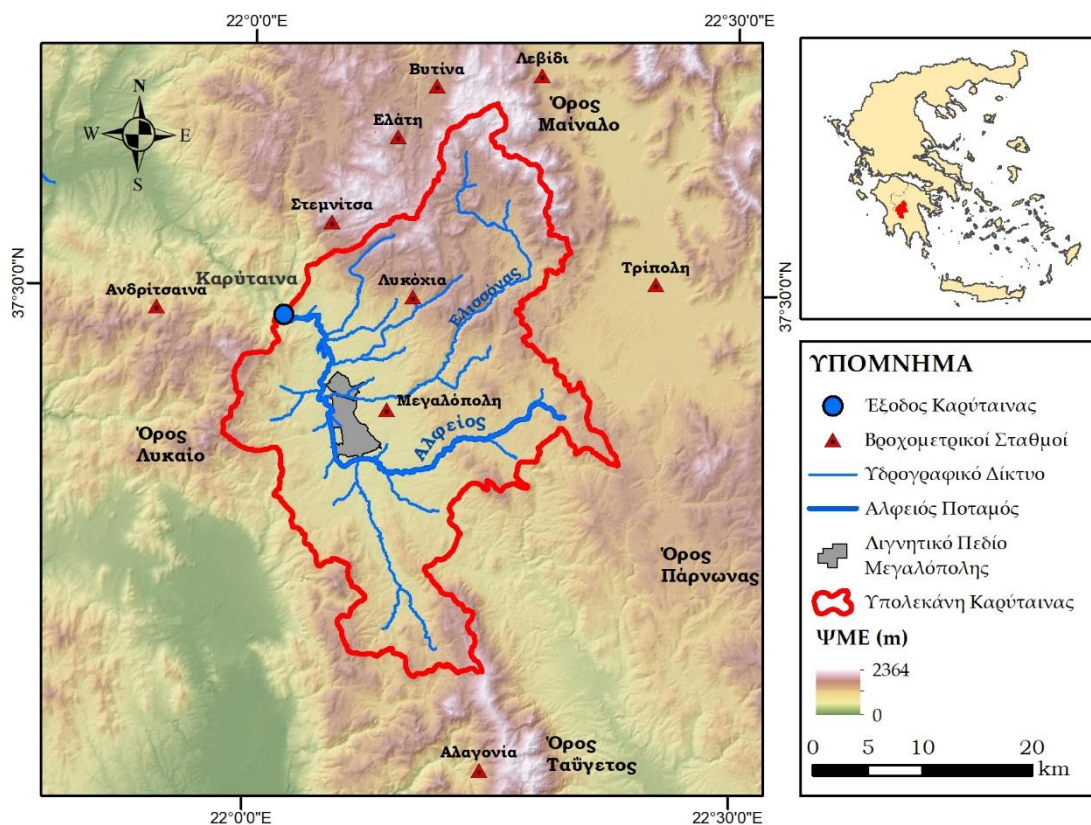 22°0'0"E
22°30'0"E
Βυτίνα
Λεβίδι
Όρος
Μαίναλο
Ελάτη
N
W
E
S
Στεμνίτσα
Καρύταινα
Ανδρίτσαινα
Λυκόχια
Ελισσόνας
Τρίπολη
37°30'0"N
37°30'0"N
Μεγαλόπολη
Αλφείος
Όρος
Λυκαίο
Όρος
Πάρνωνας
Αλαγονία
Όρος
Ταΰγετος
22°0'0"E
22°30'0"E
ΥΠΟΜΝΗΜΑ
Έξοδος Καρύταινας
Βροχομετρικοί Σταθμοί
Υδρογραφικό Δίκτυο
Αλφειός Ποταμός
Λιγνητικό Πεδίο
Μεγαλόπολης
Υπολεκάνη Καρύταινας
ΨΜΕ (m)
2364
0
0 5 10 20
km